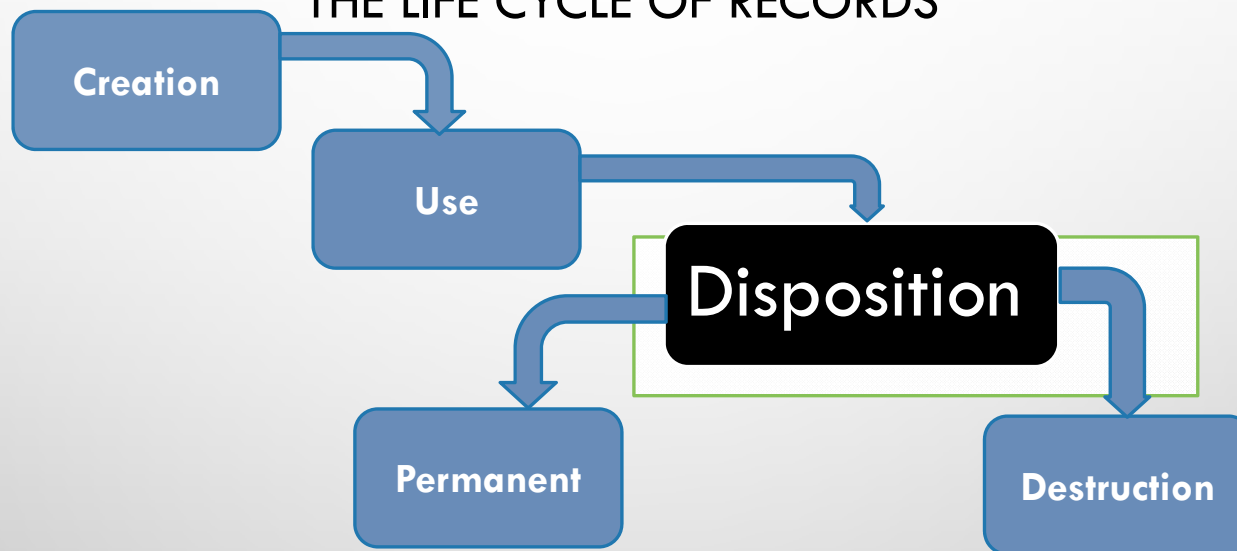 THE LIFE CYCLE OF RECORDS
Creation
Use
Disposition
Permanent
Destruction